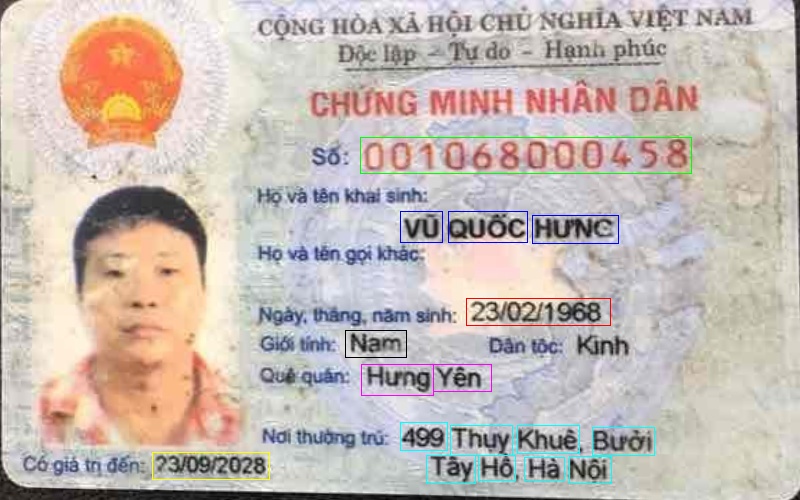 CỘNG HÒA XÃ HỘI CHỦ NGHĨA VIỆT NAM
Độc lập - Tự do - Hạnh phúc
CHỨNG MINH NHÂN DÂN
Số: 001068000458
Họ và tên khai sinh:
VŨ QUỐC HƯNG
Họ và tên gọi khác:
Ngày, tháng, năm sinh: 23/02/1968
Giới tính: Nam Dân tộc: Kinh
Quê quán: Hưng Yên
Nơi thường trú: 499 Thụy Khuê, Bưởi
Tây Hồ, Hà Nội
Có giá trị đến: 23/09/2028